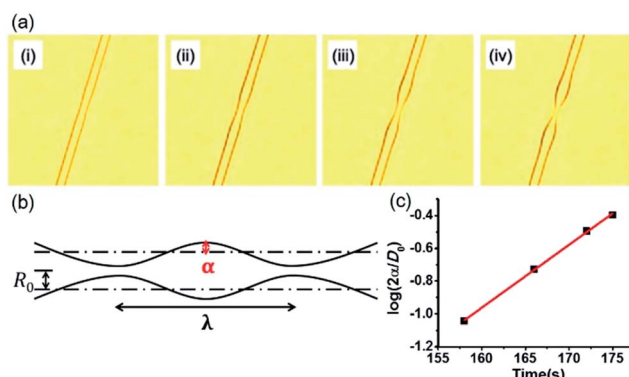 (a)
(i) (ii) (iii) (iv)
(b)
α
R₀
λ
(c)
log(2α/D₀)
-0.4
-0.6
-0.8
-1.0
-1.2
155 160 165 170 175
Time(s)